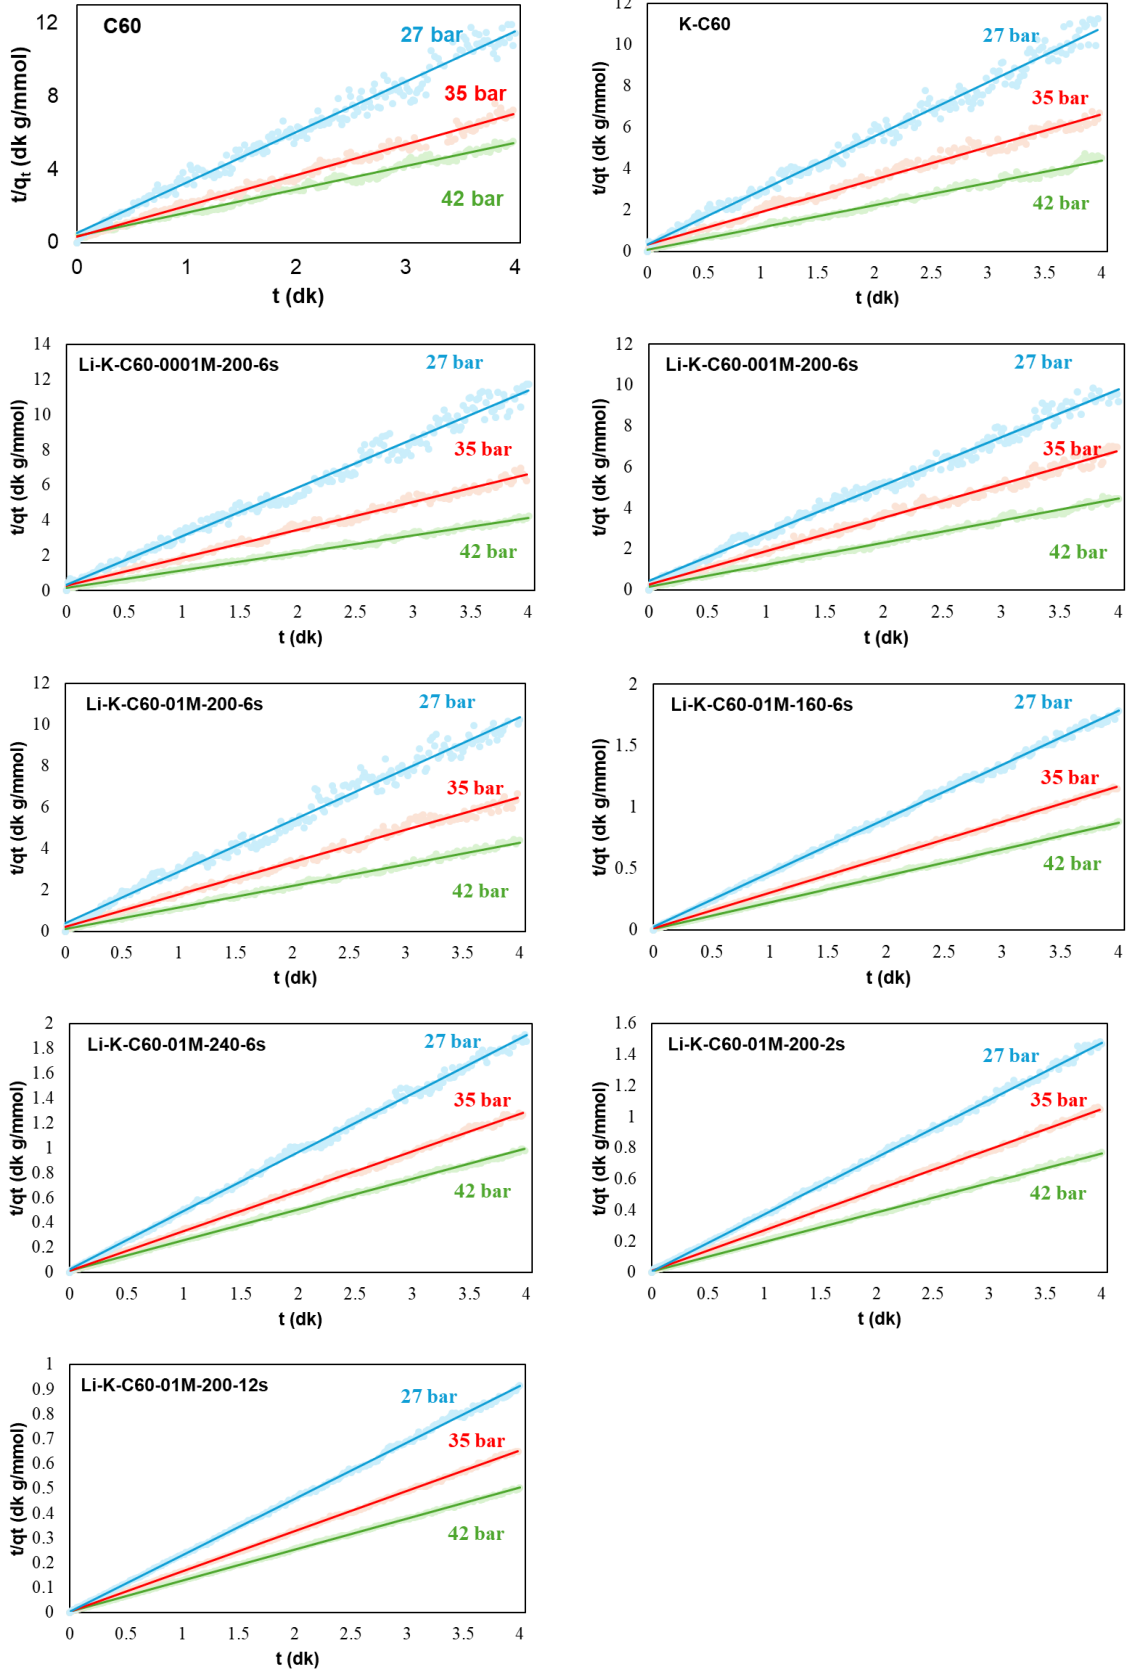 C60
27 bar
35 bar
42 bar
12
8
4
0
0 1 2 3 4
t/qt (dk g/mmol)
t (dk)
K-C60
27 bar
35 bar
42 bar
12
10
8
6
4
2
0
0 0.5 1 1.5 2 2.5 3 3.5 4
t/qt (dk g/mmol)
t (dk)
Li-K-C60-0001M-200-6s
27 bar
35 bar
42 bar
14
12
10
8
6
4
2
0
0 0.5 1 1.5 2 2.5 3 3.5 4
t/qt (dk g/mmol)
t (dk)
Li-K-C60-001M-200-6s
27 bar
35 bar
42 bar
12
10
8
6
4
2
0
0 0.5 1 1.5 2 2.5 3 3.5 4
t/qt (dk g/mmol)
t (dk)
Li-K-C60-01M-200-6s
27 bar
35 bar
42 bar
12
10
8
6
4
2
0
0 0.5 1 1.5 2 2.5 3 3.5 4
t/qt (dk g/mmol)
t (dk)
Li-K-C60-01M-160-6s
27 bar
35 bar
42 bar
2
1.5
1
0.5
0
0 0.5 1 1.5 2 2.5 3 3.5 4
t/qt (dk g/mmol)
t (dk)
Li-K-C60-01M-240-6s
27 bar
35 bar
42 bar
2
1.8
1.6
1.4
1.2
1
0.8
0.6
0.4
0.2
0
0 0.5 1 1.5 2 2.5 3 3.5 4
t/qt (dk g/mmol)
t (dk)
Li-K-C60-01M-200-2s
27 bar
35 bar
42 bar
1.6
1.4
1.2
1
0.8
0.6
0.4
0.2
0
0 0.5 1 1.5 2 2.5 3 3.5 4
t/qt (dk g/mmol)
t (dk)
Li-K-C60-01M-200-12s
27 bar
35 bar
42 bar
1
0.9
0.8
0.7
0.6
0.5
0.4
0.3
0.2
0.1
0
0 0.5 1 1.5 2 2.5 3 3.5 4
t/qt (dk g/mmol)
t (dk)